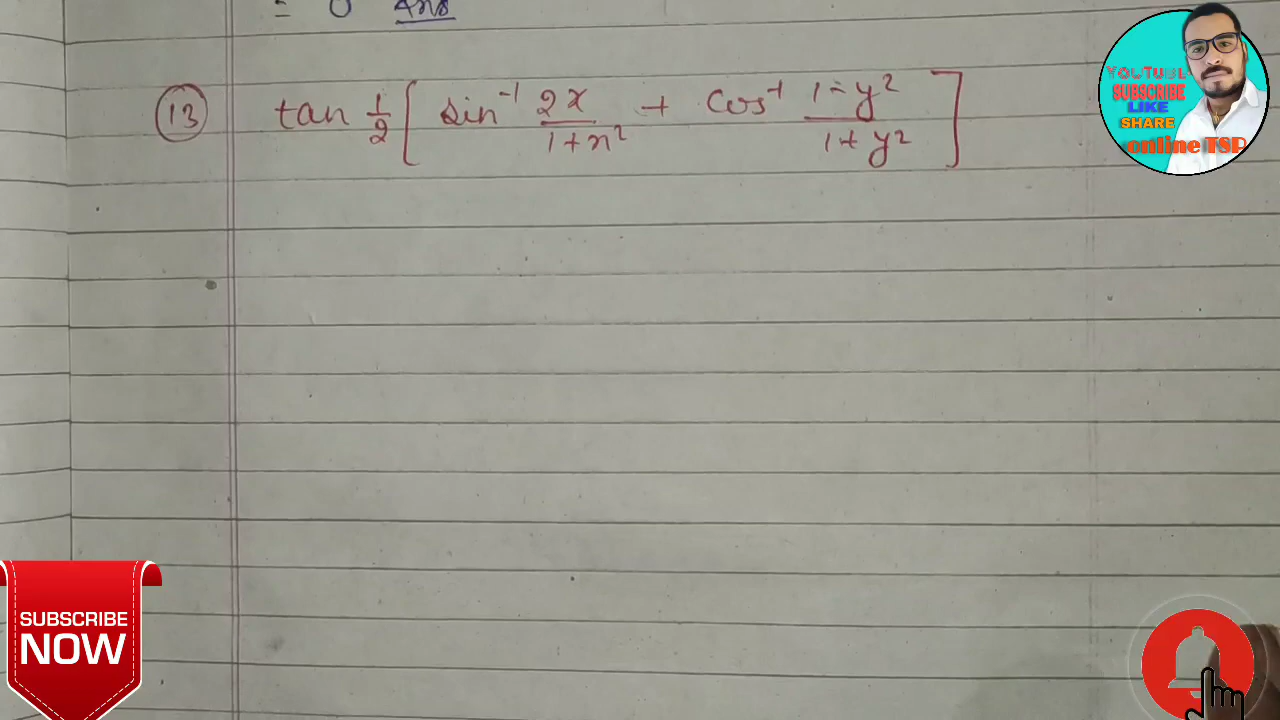 = 0 Ans
(13) tan 1/2 [ sin⁻¹ 2x/1+x² + cos⁻¹ 1-y²/1+y² ]
YOUTUBE
SUBSCRIBE
LIKE
SHARE
online TSP
SUBSCRIBE
NOW